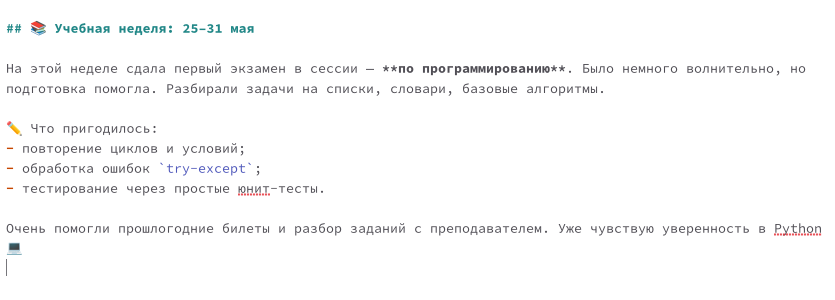 ## 📚 Учебная неделя: 25–31 мая
На этой неделе сдала первый экзамен в сессии — **по программированию**. Было немного волнительно, но
подготовка помогла. Разбирали задачи на списки, словари, базовые алгоритмы.
✏️ Что пригодилось:
- повторение циклов и условий;
- обработка ошибок `try-except`;
- тестирование через простые юнит-тесты.
Очень помогли прошлогодние билеты и разбор заданий с преподавателем. Уже чувствую уверенность в Python
💻